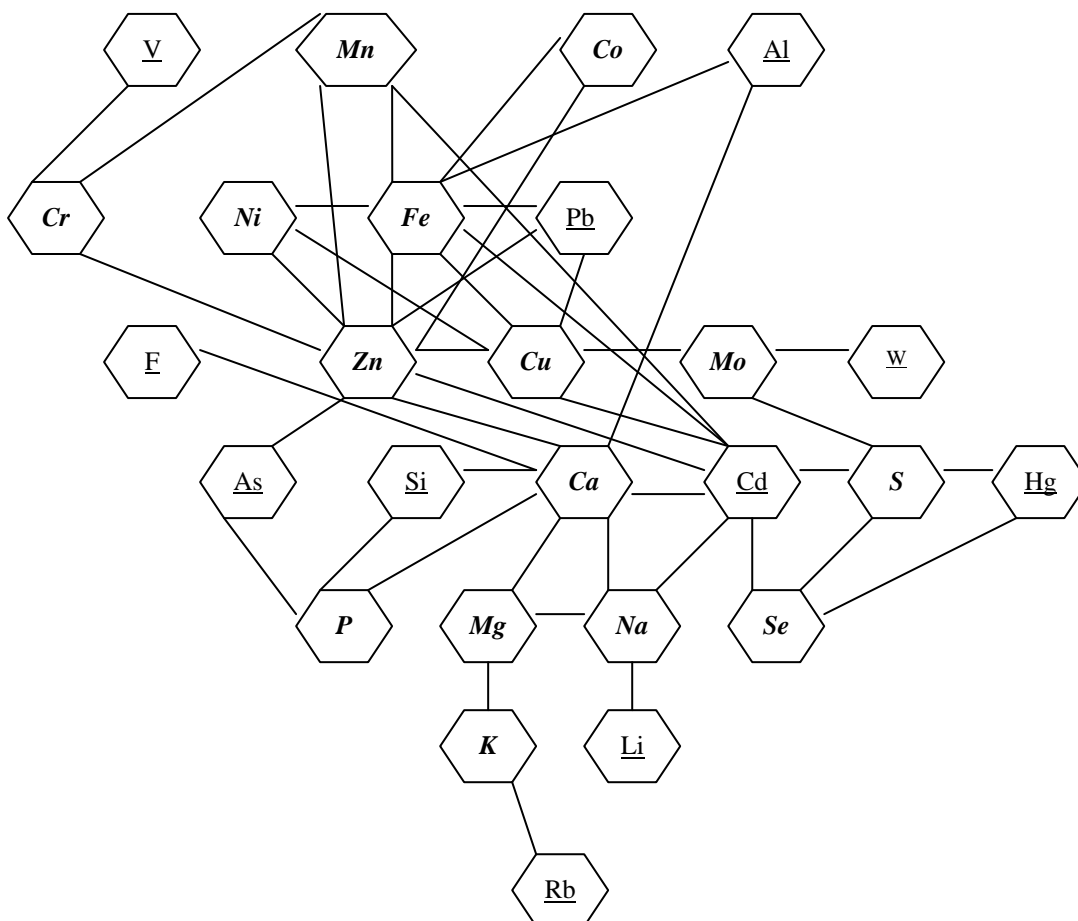 V Mn Co Al
Cr Ni Fe Pb
F Zn Cu Mo W
As Si Ca Cd S Hg
P Mg Na Se
K Li
Rb